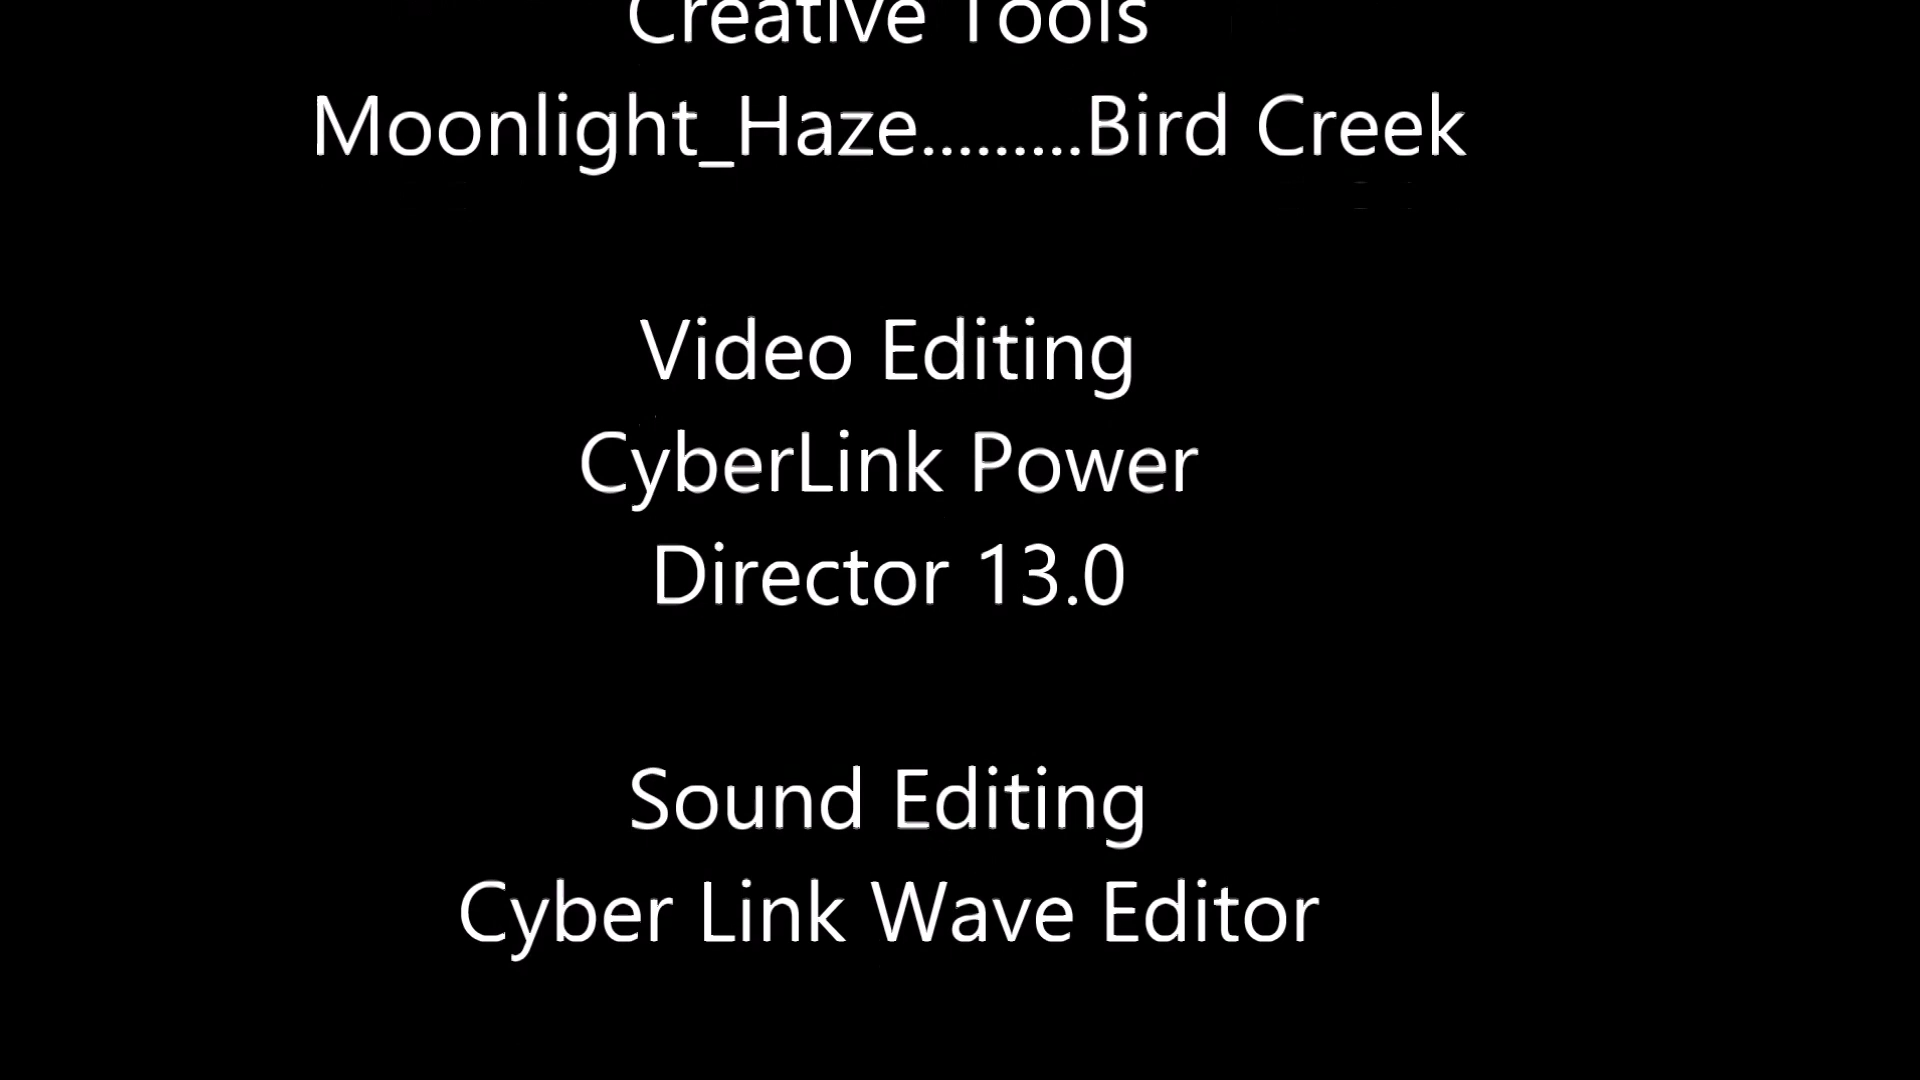 Creative Tools
Moonlight_Haze.........Bird Creek
Video Editing
CyberLink Power
Director 13.0
Sound Editing
Cyber Link Wave Editor